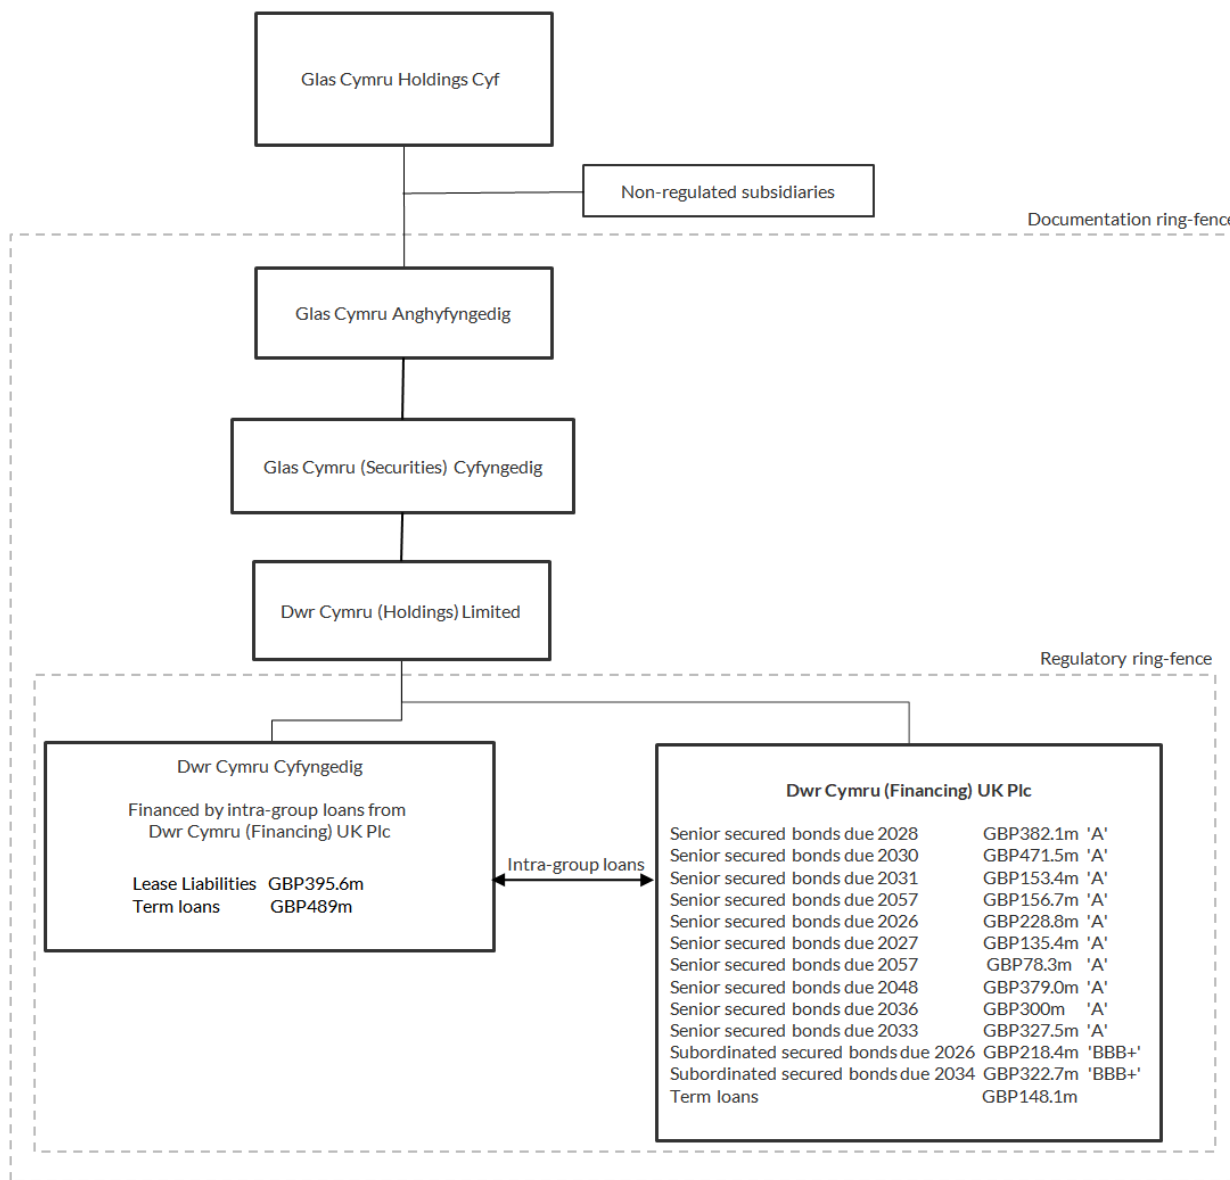 Glas Cymru Holdings Cyf
Non-regulated subsidiaries
Documentation ring-fence
Glas Cymru Anghyfyngedig
Glas Cymru (Securities) Cyfyngedig
Dwr Cymru (Holdings) Limited
Regulatory ring-fence
Dwr Cymru Cyfyngedig
Financed by intra-group loans from
Dwr Cymru (Financing) UK Plc
Lease Liabilities GBP395.6m
Term loans GBP489m
Intra-group loans
Dwr Cymru (Financing) UK Plc
Senior secured bonds due 2028 GBP382.1m 'A'
Senior secured bonds due 2030 GBP471.5m 'A'
Senior secured bonds due 2031 GBP153.4m 'A'
Senior secured bonds due 2057 GBP156.7m 'A'
Senior secured bonds due 2026 GBP228.8m 'A'
Senior secured bonds due 2027 GBP135.4m 'A'
Senior secured bonds due 2057 GBP78.3m 'A'
Senior secured bonds due 2048 GBP379.0m 'A'
Senior secured bonds due 2036 GBP300m 'A'
Senior secured bonds due 2033 GBP327.5m 'A'
Subordinated secured bonds due 2026 GBP218.4m 'BBB+'
Subordinated secured bonds due 2034 GBP322.7m 'BBB+'
Term loans GBP148.1m